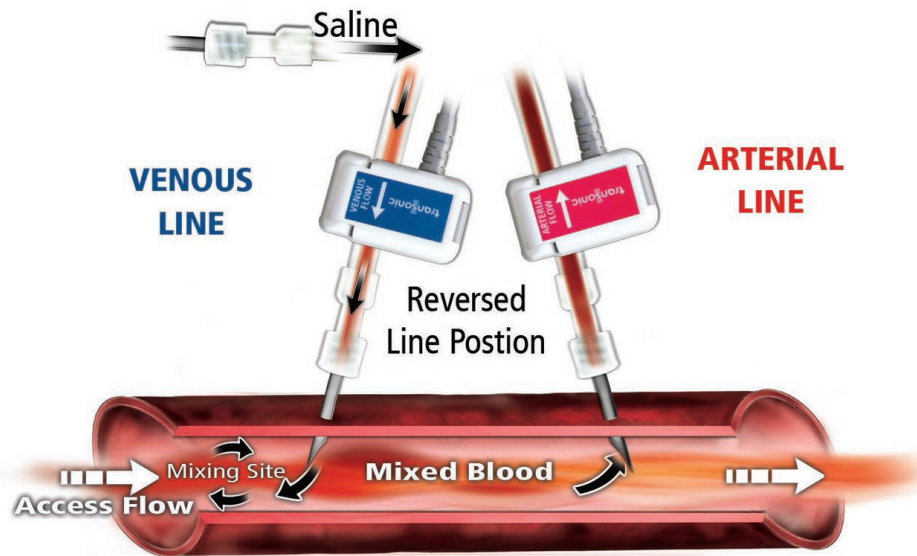 Saline
VENOUS
LINE
ARTERIAL
LINE
VENOUS
FLOW
transonic
ARTERIAL
FLOW
transonic
Reversed
Line Postion
Mixing Site
Mixed Blood
Access Flow